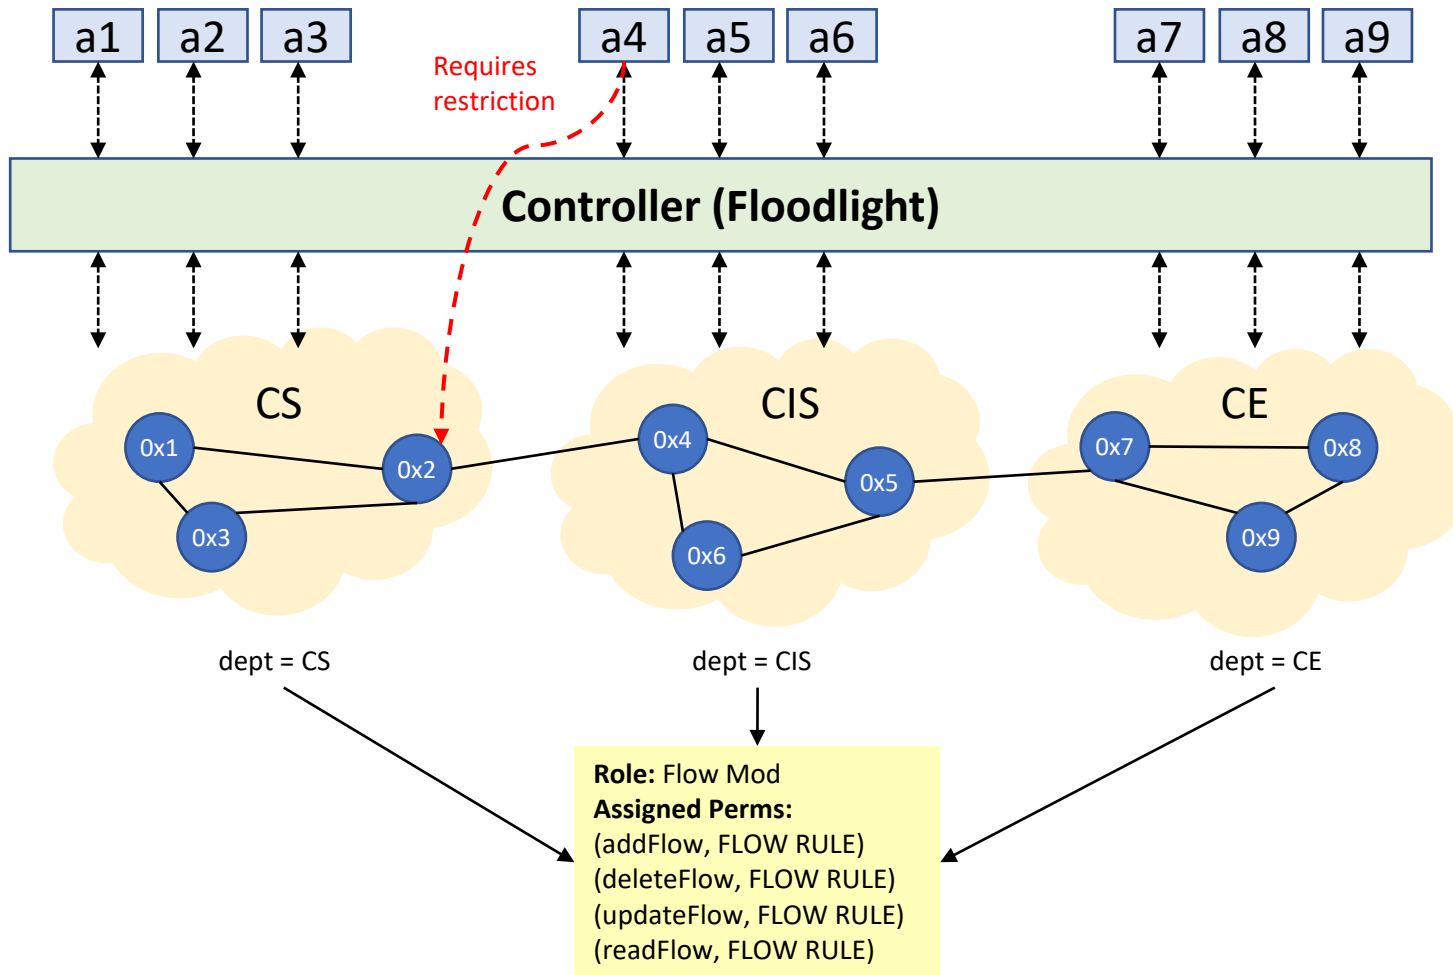 a1
a2
a3
a4
a5
a6
a7
a8
a9
Requires
restriction
Controller (Floodlight)
CS
CIS
CE
0x1
0x2
0x3
0x4
0x5
0x6
0x7
0x8
0x9
dept = CS
dept = CIS
dept = CE
Role: Flow Mod
Assigned Perms:
(addFlow, FLOW RULE)
(deleteFlow, FLOW RULE)
(updateFlow, FLOW RULE)
(readFlow, FLOW RULE)